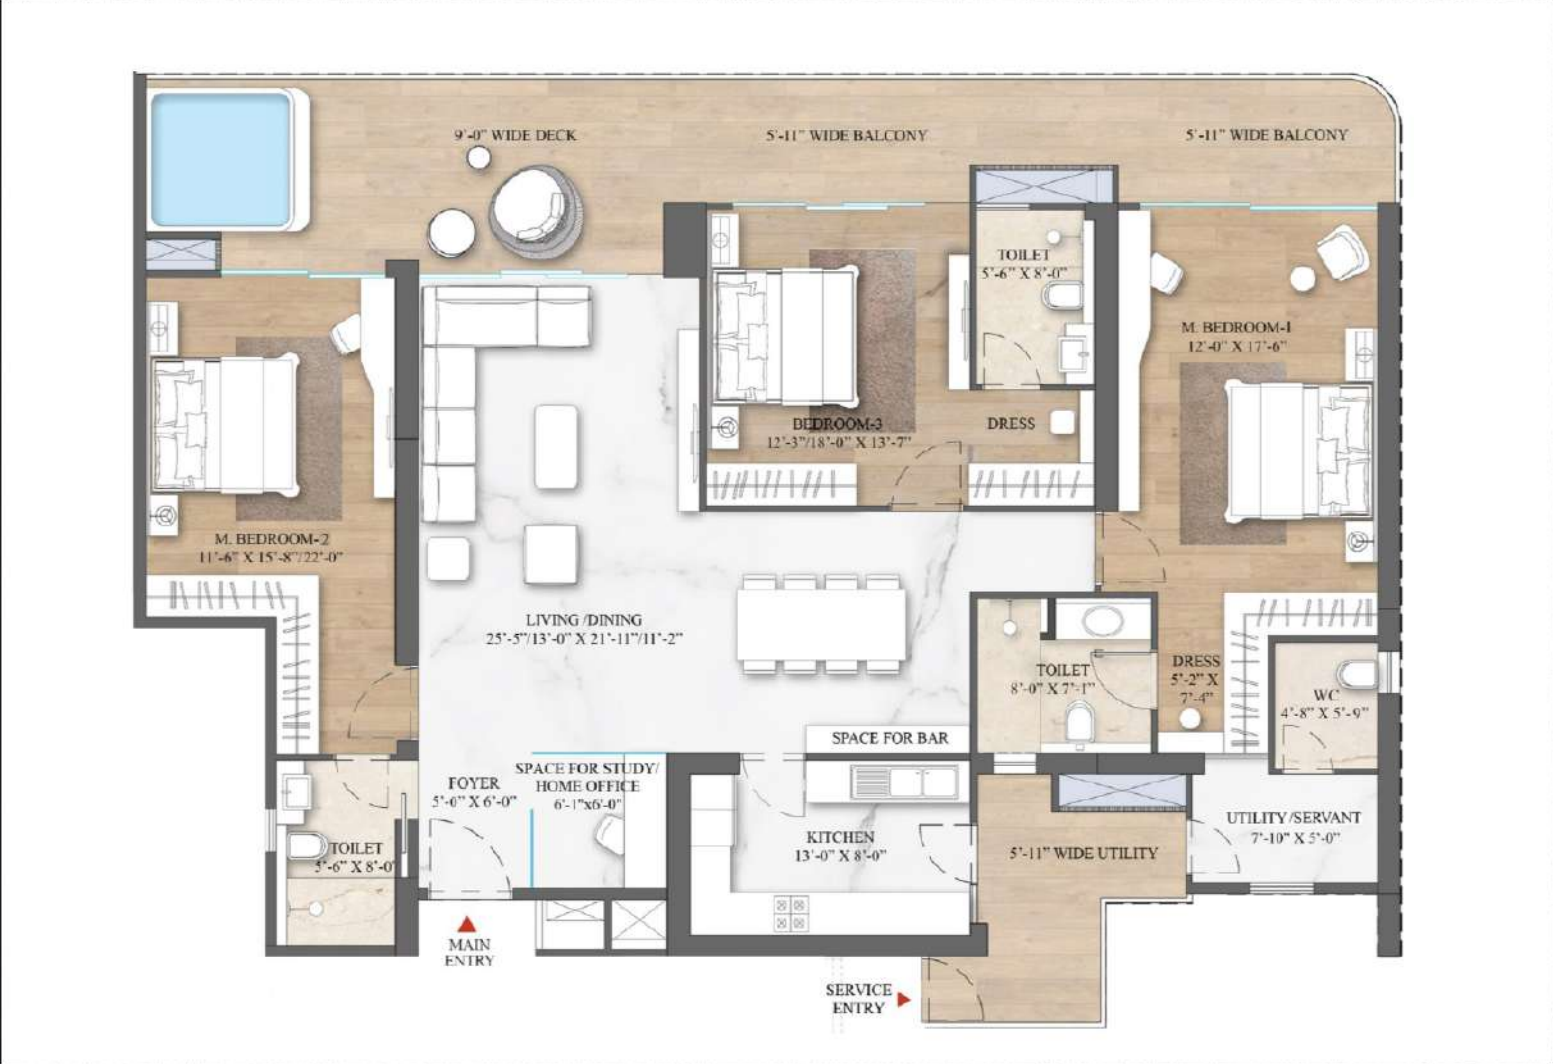 9'-0" WIDE DECK
5'-11" WIDE BALCONY
5'-11" WIDE BALCONY
TOILET
5'-6" X 8'-0"
M. BEDROOM-1
12'-0" X 17'-6"
BEDROOM-3
12'-3"/18'-0" X 13'-7"
DRESS
M. BEDROOM-2
11'-6" X 15'-8"/22'-0"
LIVING /DINING
25'-5"/13'-0" X 21'-11"/11'-2"
TOILET
8'-0" X 7'-1"
DRESS
5'-2" X
7'-4"
WC
4'-8" X 5'-9"
SPACE FOR BAR
FOYER
5'-0" X 6'-0"
SPACE FOR STUDY/
HOME OFFICE
6'-1"x6'-0"
KITCHEN
13'-0" X 8'-0"
UTILITY/SERVANT
7'-10" X 5'-0"
TOILET
5'-6" X 8'-0"
5'-11" WIDE UTILITY
MAIN
ENTRY
SERVICE
ENTRY